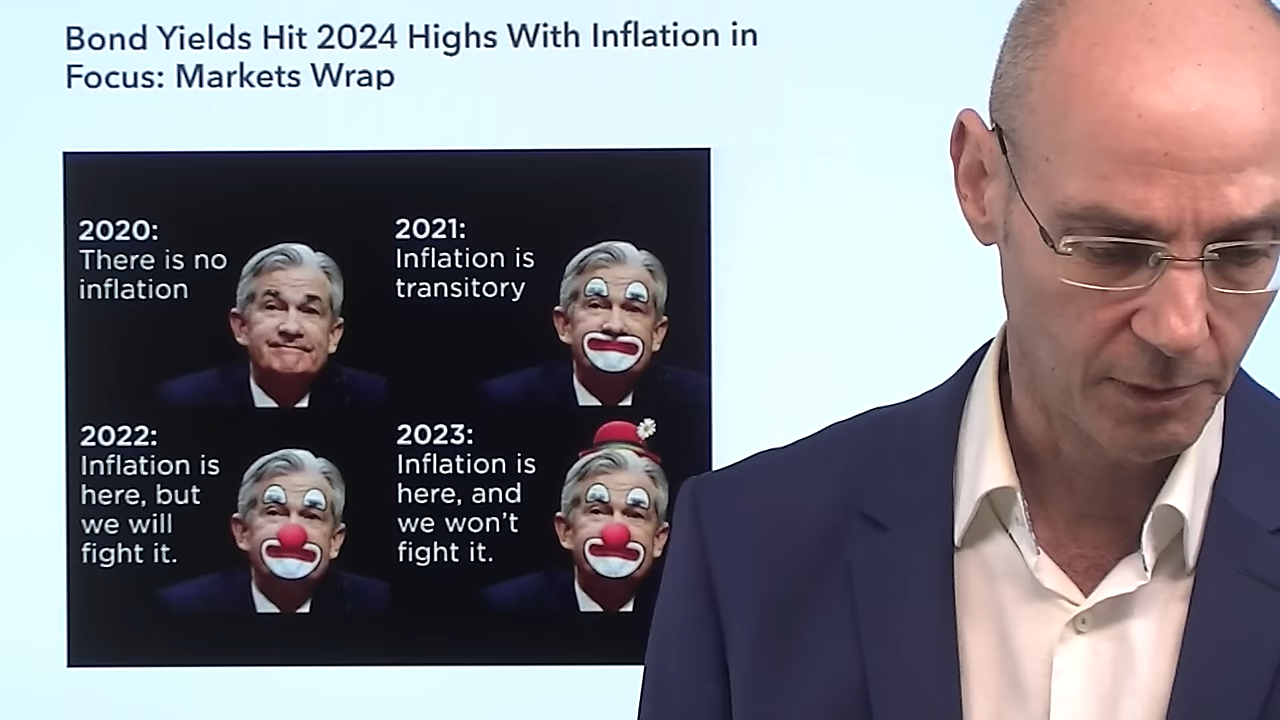 Bond Yields Hit 2024 Highs With Inflation in
Focus: Markets Wrap
2020:
There is no
inflation
2021:
Inflation is
transitory
2022:
Inflation is
here, but
we will
fight it.
2023:
Inflation is
here, and
we won't
fight it.